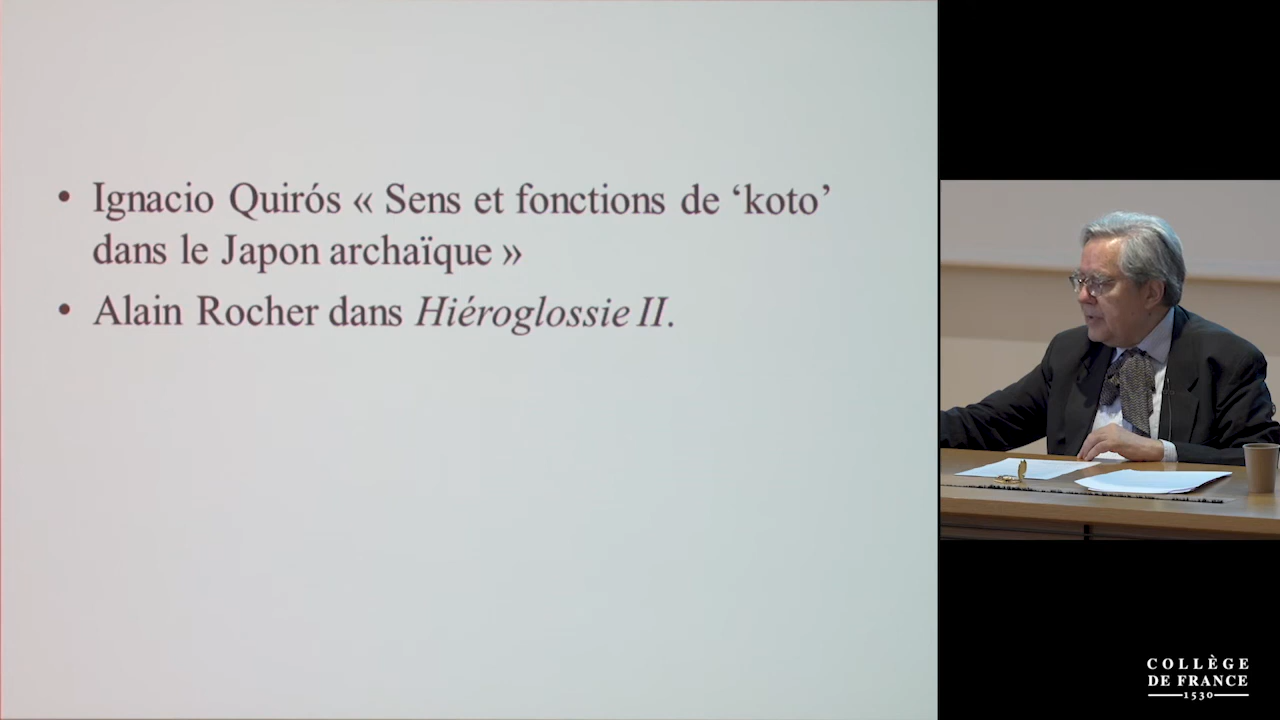 • Ignacio Quirós « Sens et fonctions de ‘koto’
dans le Japon archaïque »
• Alain Rocher dans Hiéroglossie II.
COLLÈGE
DE FRANCE
1530